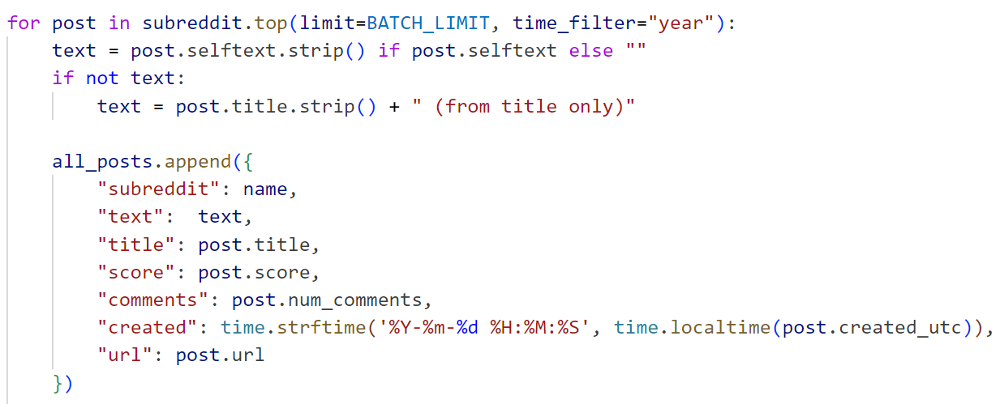 for post in subreddit.top(limit=BATCH_LIMIT, time_filter="year"):
    text = post.selftext.strip() if post.selftext else ""
    if not text:
        text = post.title.strip() + " (from title only)"

    all_posts.append({
        "subreddit": name,
        "text":  text,
        "title": post.title,
        "score": post.score,
        "comments": post.num_comments,
        "created": time.strftime('%Y-%m-%d %H:%M:%S', time.localtime(post.created_utc)),
        "url": post.url
    })